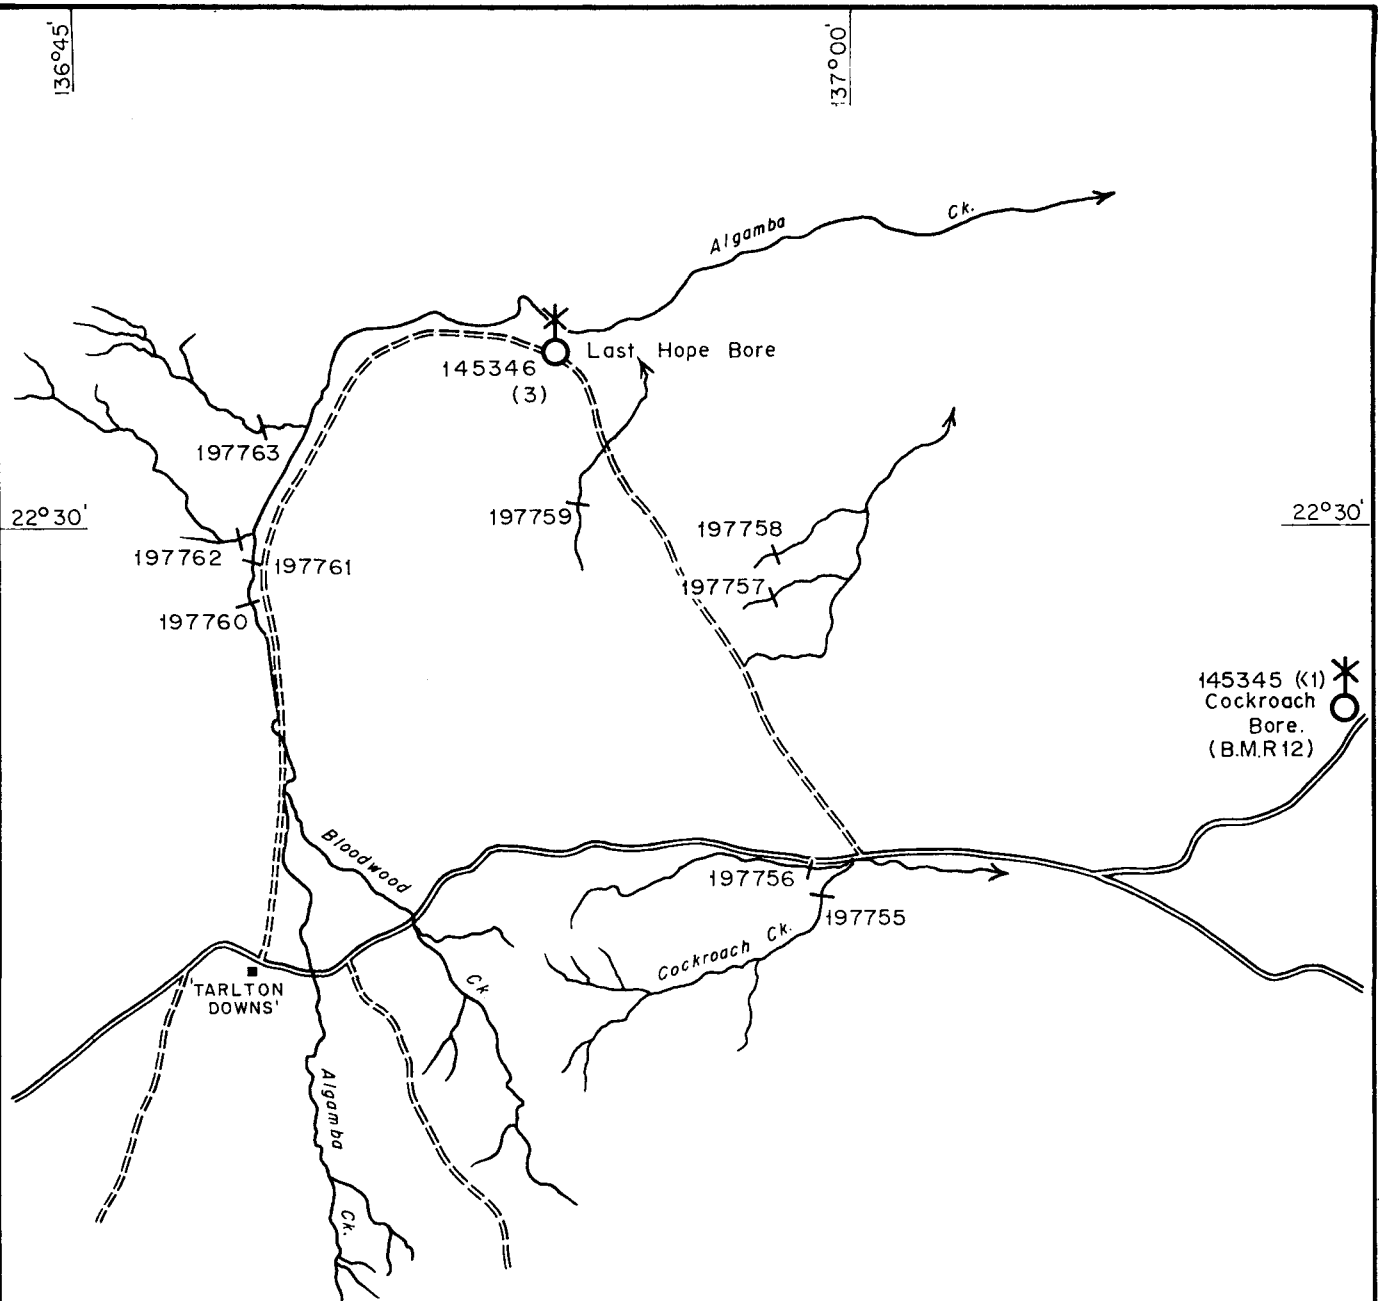 136°45'
137°00'
Algamba Ck.
Last Hope Bore
145346
(3)
197763
197759
22°30'
22°30'
197758
197762
197761
197757
197760
145345 (<1)
Cockroach
Bore.
(B.M.R 12)
Bloodwood
Ck
197756
197755
Cockroach Ck.
'TARLTON
DOWNS'
Algamba
Ck.